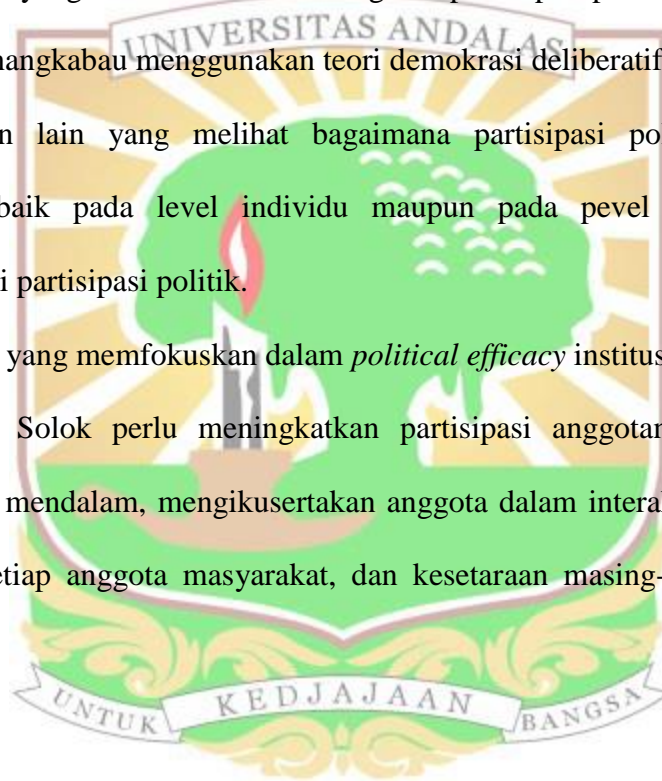 UNIVERSITAS ANDALAS
nangkabau menggunakan teori demokrasi deliberatif
n lain yang melihat bagaimana partisipasi po
baik pada level individu maupun pada pevel
i partisipasi politik.
yang memfokuskan dalam political efficacy institus
Solok perlu meningkatkan partisipasi anggotan
mendalam, mengikusertakan anggota dalam intera
etiap anggota masyarakat, dan kesetaraan masing-
UNTUK KEDJAJAAN BANGSA